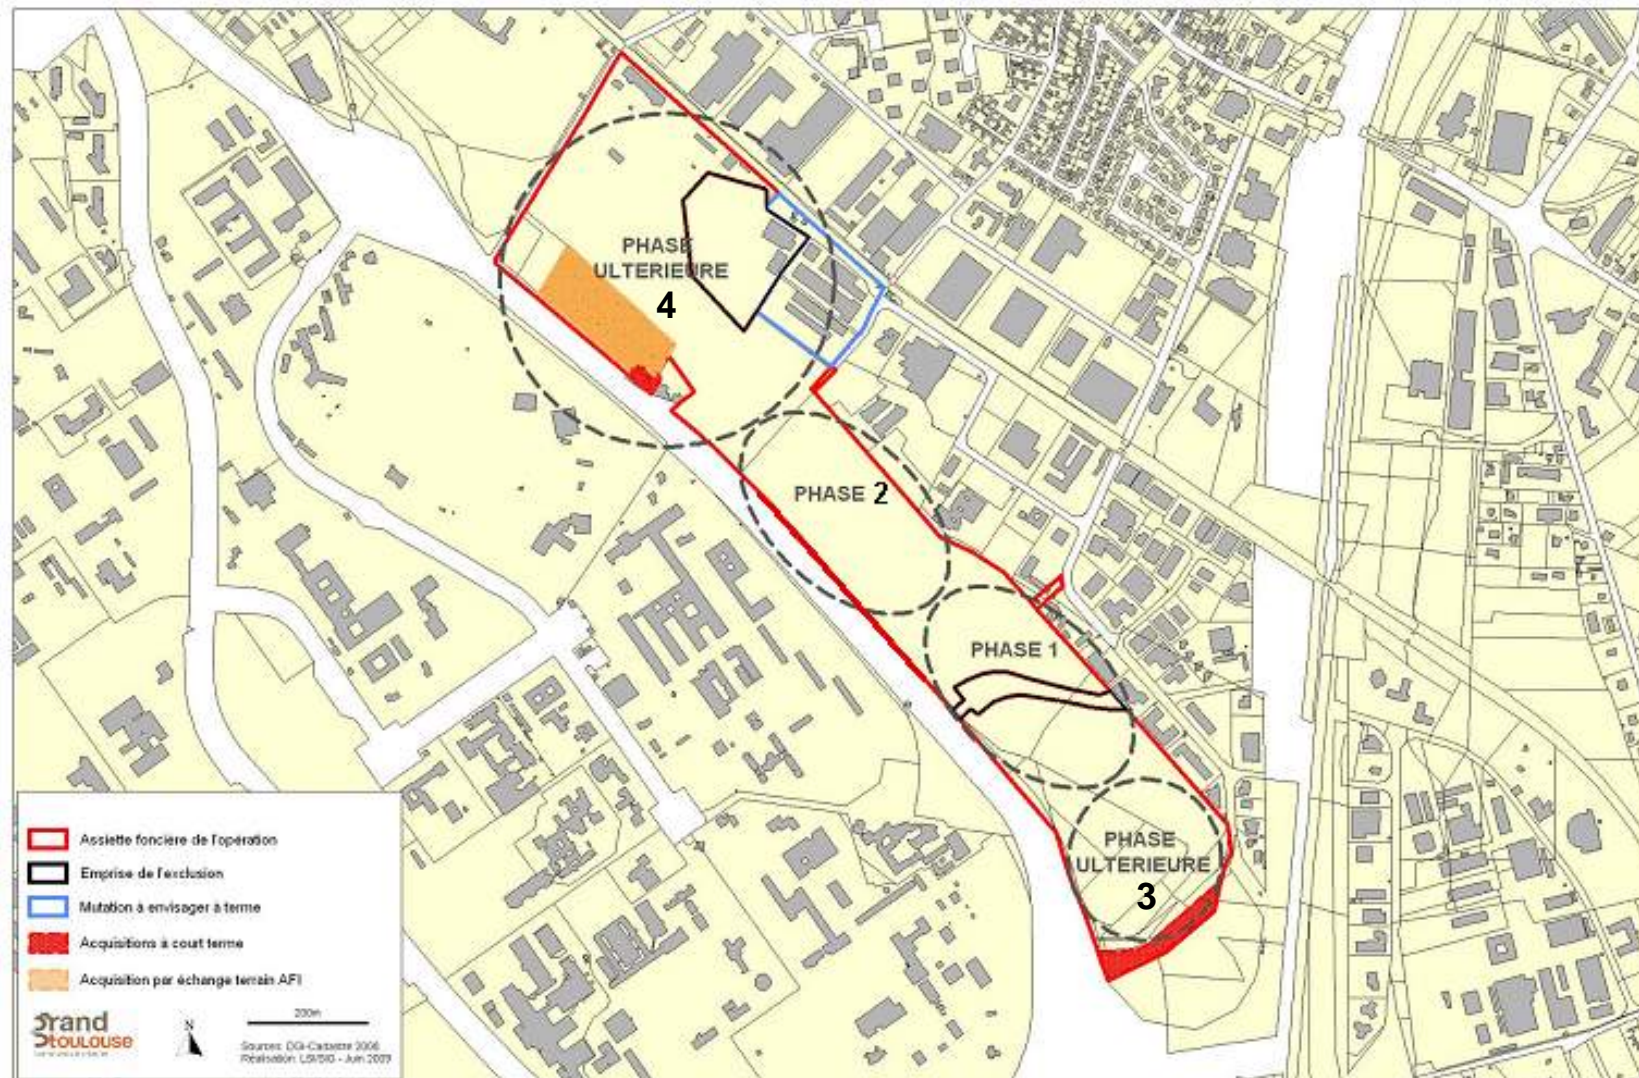 PHASE
ULTERIEURE
4
PHASE 2
PHASE 1
PHASE
ULTERIEURE
3
Assiette foncière de l'opération
Emprise de l'exclusion
Mutation à envisager à terme
Acquisitions à court terme
Acquisition par échange terrain AFI
Grand
toulouse
N
200m
Sources: DGI-Cadastre 2008
Réalisation: LSI/SIG - Juin 2009